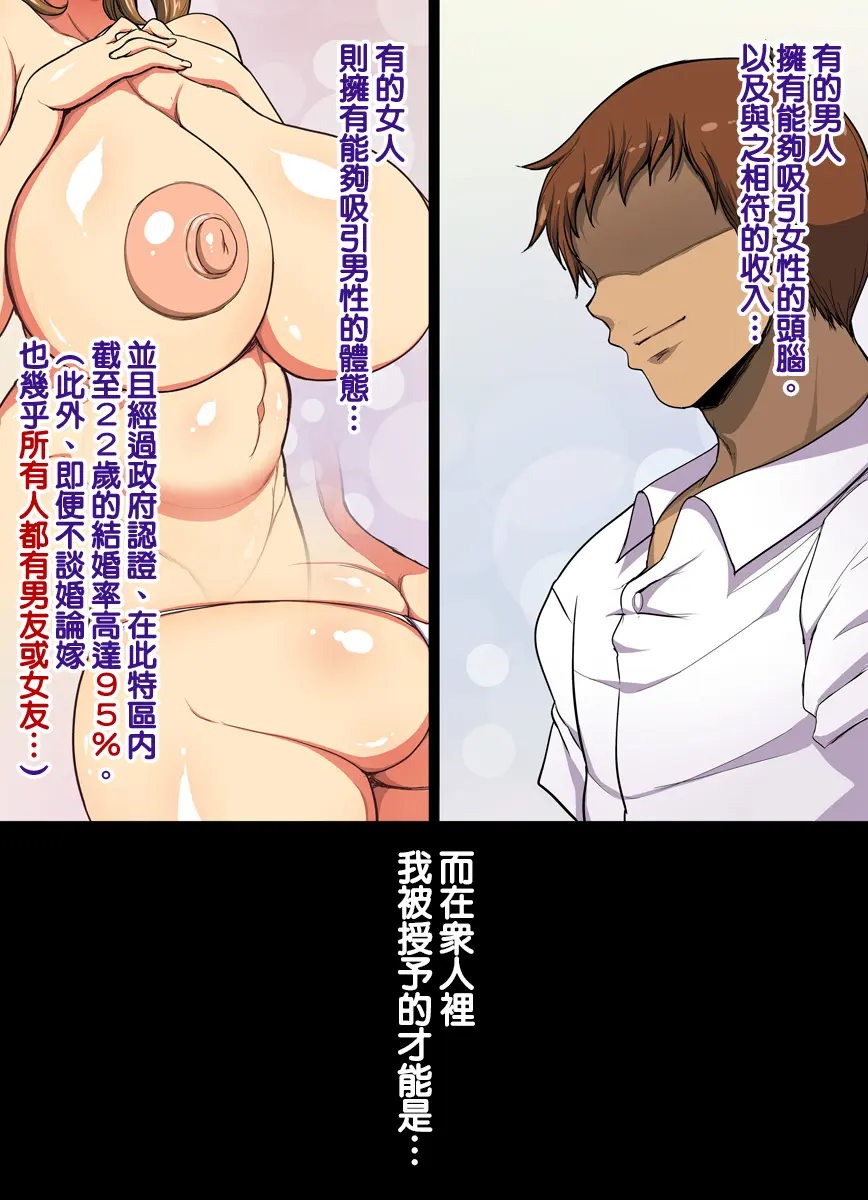 有的男人
擁有能夠吸引女性的頭腦。
以及與之相符的收入…
有的女人
則擁有能夠吸引男性的體態…
並且經過政府認證、在此特區內
截至22歲的結婚率高達95%。
(此外、即便不談婚論嫁
也幾乎所有人都有男友或女友…)
而在眾人裡
我被授予的才能是…